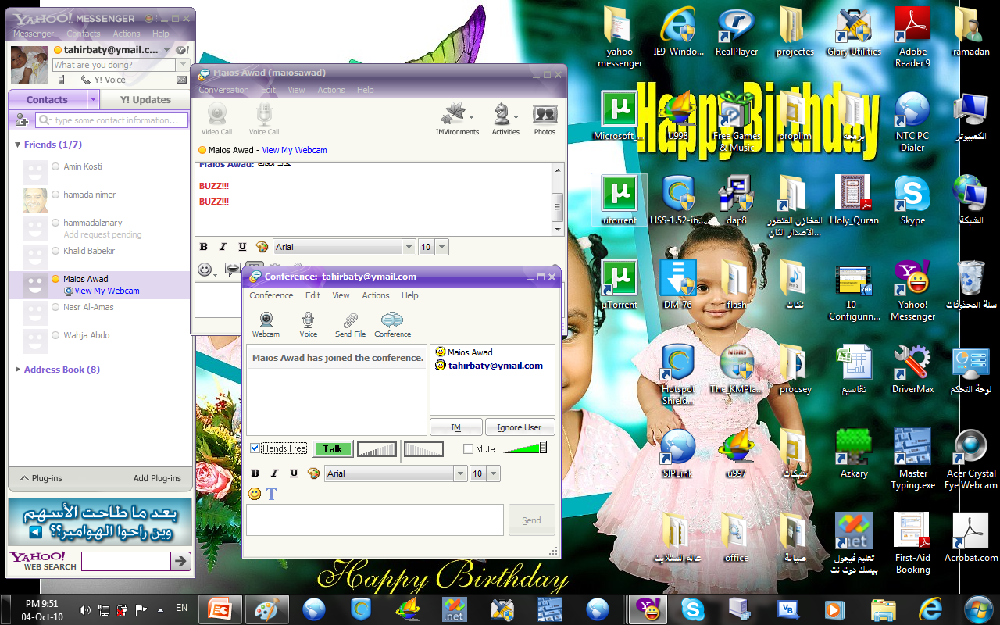 YAHOO! MESSENGER
Messenger Contacts Actions Help
tahirbaty@ymail.c...
What are you doing?
Y! Voice
Contacts
Y! Updates
type some contact information...
Friends (1/7)
Amin Kosti
hamada nimer
hammadalznary
Add request pending
Khalid Babekir
Maios Awad
View My Webcam
Nasr Al-Amas
Wahja Abdo
Address Book (8)
Plug-ins
Add Plug-ins
بعد ما طاحت الأسهم
وين راحوا الهوامير؟؟
YAHOO!
WEB SEARCH
Maios Awad (maiosawad)
Conversation Edit View Actions Help
Video Call
Voice Call
IMVironments
Activities
Photos
Maios Awad - View My Webcam
Maios Awad:
BUZZ!!!
BUZZ!!!
B I U Arial 10
Conference: tahirbaty@ymail.com
Conference Edit View Actions Help
Webcam
Voice
Send File
Conference
Maios Awad has joined the conference.
Maios Awad
tahirbaty@ymail.com
IM
Ignore User
Hands Free
Talk
Mute
B I U Arial 10
T
Send
Happy Birthday
Happy Birthday
yahoo messenger
IE9-Windo...
RealPlayer
projectes
Glary Utilities
Adobe Reader 9
ramadan
Microsoft_...
U998
Free Games & Music
proplim
برمجه
NTC PC Dialer
الكمبيوتر
utorrent
HSS-1.52-in...
dap8
المخازن المتطور الاصدار الثان...
Holy_Quran
Skype
الشبكة
µTorrent
DM-76
flash
نكات
10 - Configurin...
Yahoo! Messenger
سلة المحذوفات
Hotspot Shield...
The_KMPla...
procsey
تقاسيم
DriverMax
لوحة التحكم
SIPLink
u997
شبكات
Azkary
Master Typing.exe
Acer Crystal Eye Webcam
عالم الستلايت
office
صيانة
تعليم فيجول بيسك دوت نت
First-Aid Booking
Acrobat.com
PM 9:51
04-Oct-10
EN